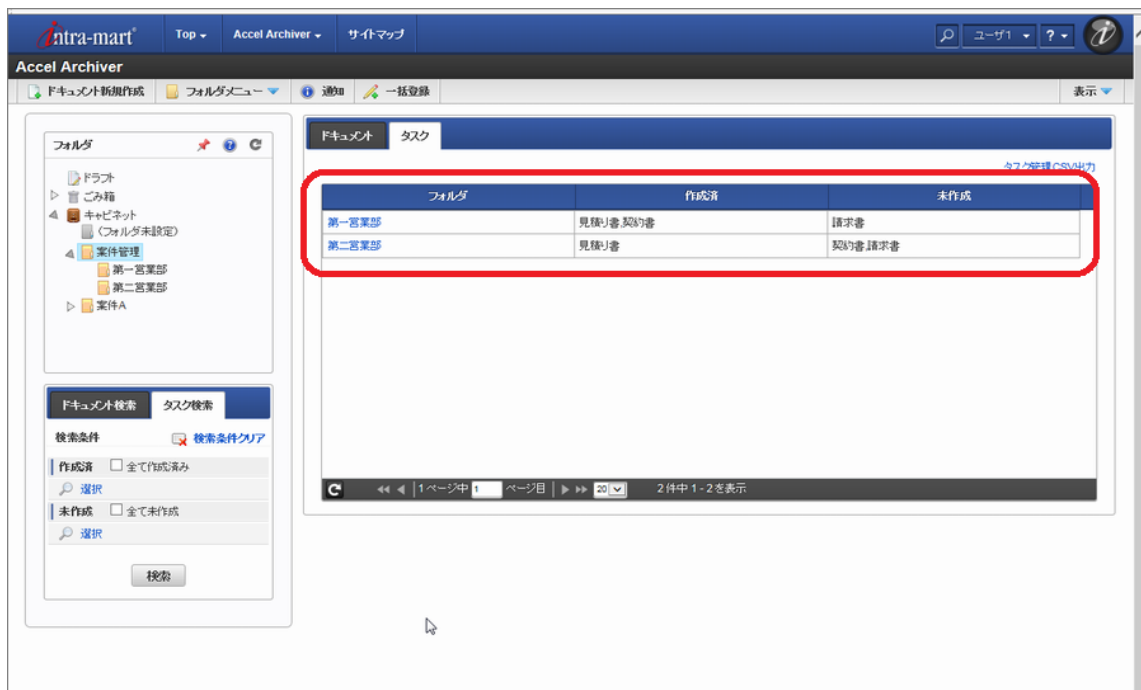 intra-mart Top Accel Archiver サイトマップ ユーザ1 ?
Accel Archiver
ドキュメント新規作成 フォルダメニュー 通知 一括登録 表示
フォルダ
ドラフト
ごみ箱
キャビネット
(フォルダ未設定)
案件管理
第一営業部
第二営業部
案件A
ドキュメント検索 タスク検索
検索条件 検索条件クリア
作成済 全て作成済み
選択
未作成 全て未作成
選択
検索
ドキュメント タスク
タスク管理CSV出力
フォルダ 作成済 未作成
第一営業部 見積り書,契約書 請求書
第二営業部 見積り書 契約書,請求書
1ページ中 1 ページ目 20 2件中 1 - 2 を表示